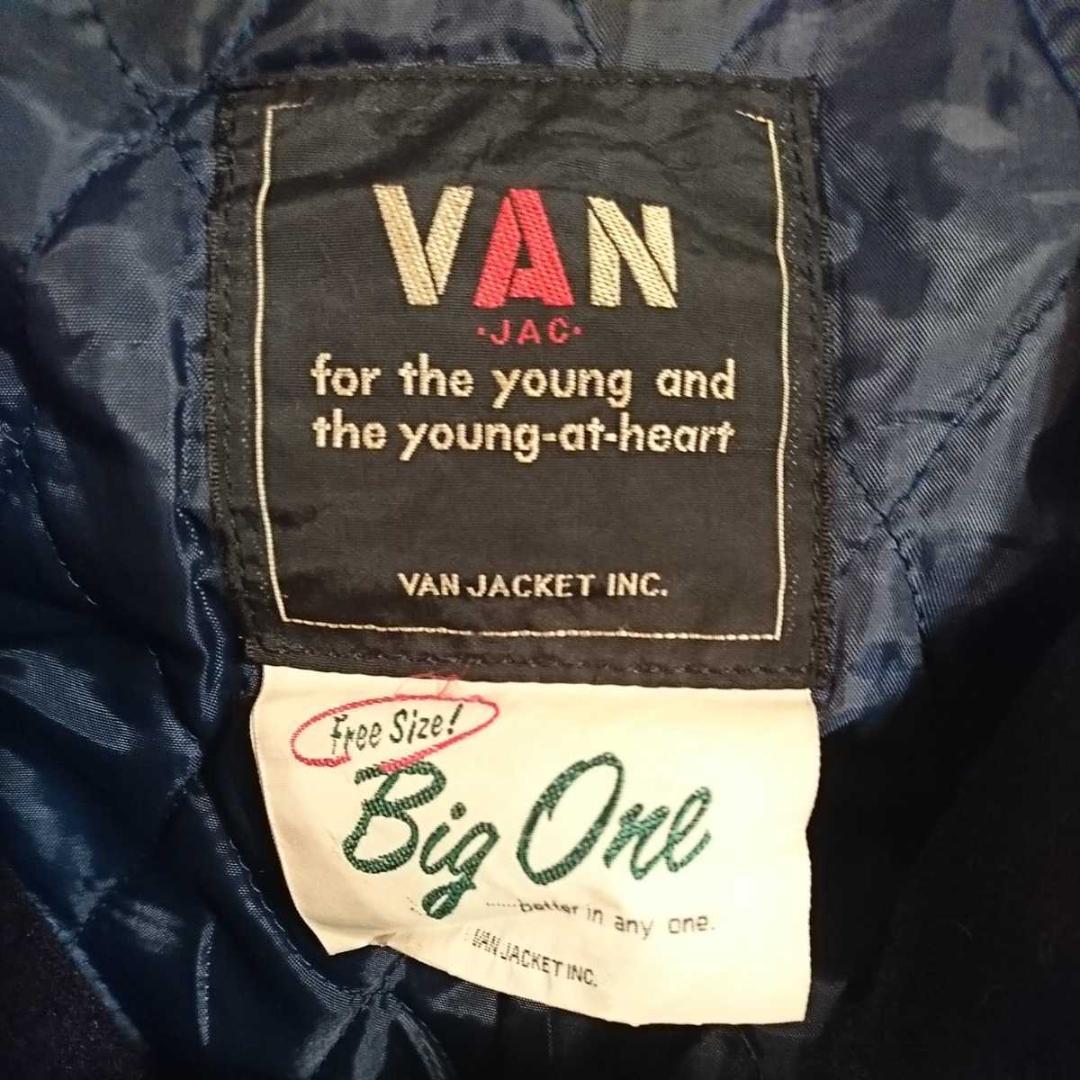 VAN
·JAC·
for the young and
the young-at-heart
VAN JACKET INC.
Free Size!
Big One
......better in any one.
VAN JACKET INC.